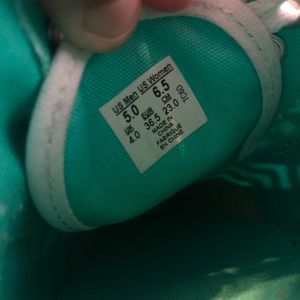 US Men US Women
5.0 6.5
UK EUR CM
4.0 36.5 23.0
MADE IN
CHINA
FABRIQUÉ
EN CHINE